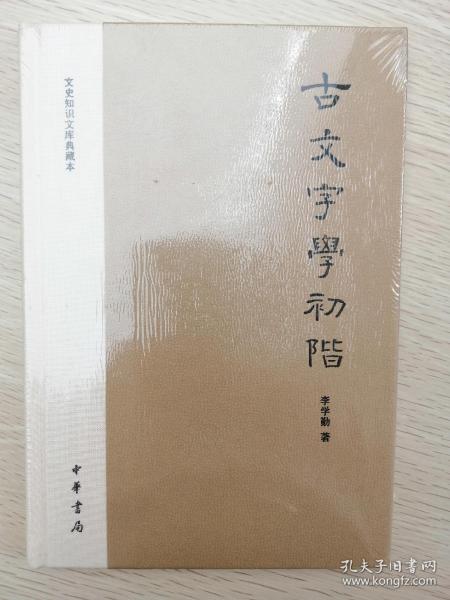 古文字學初階
李学勤 著
文史知识文库典藏本
中華書局
孔夫子旧书网
www.kongfz.com